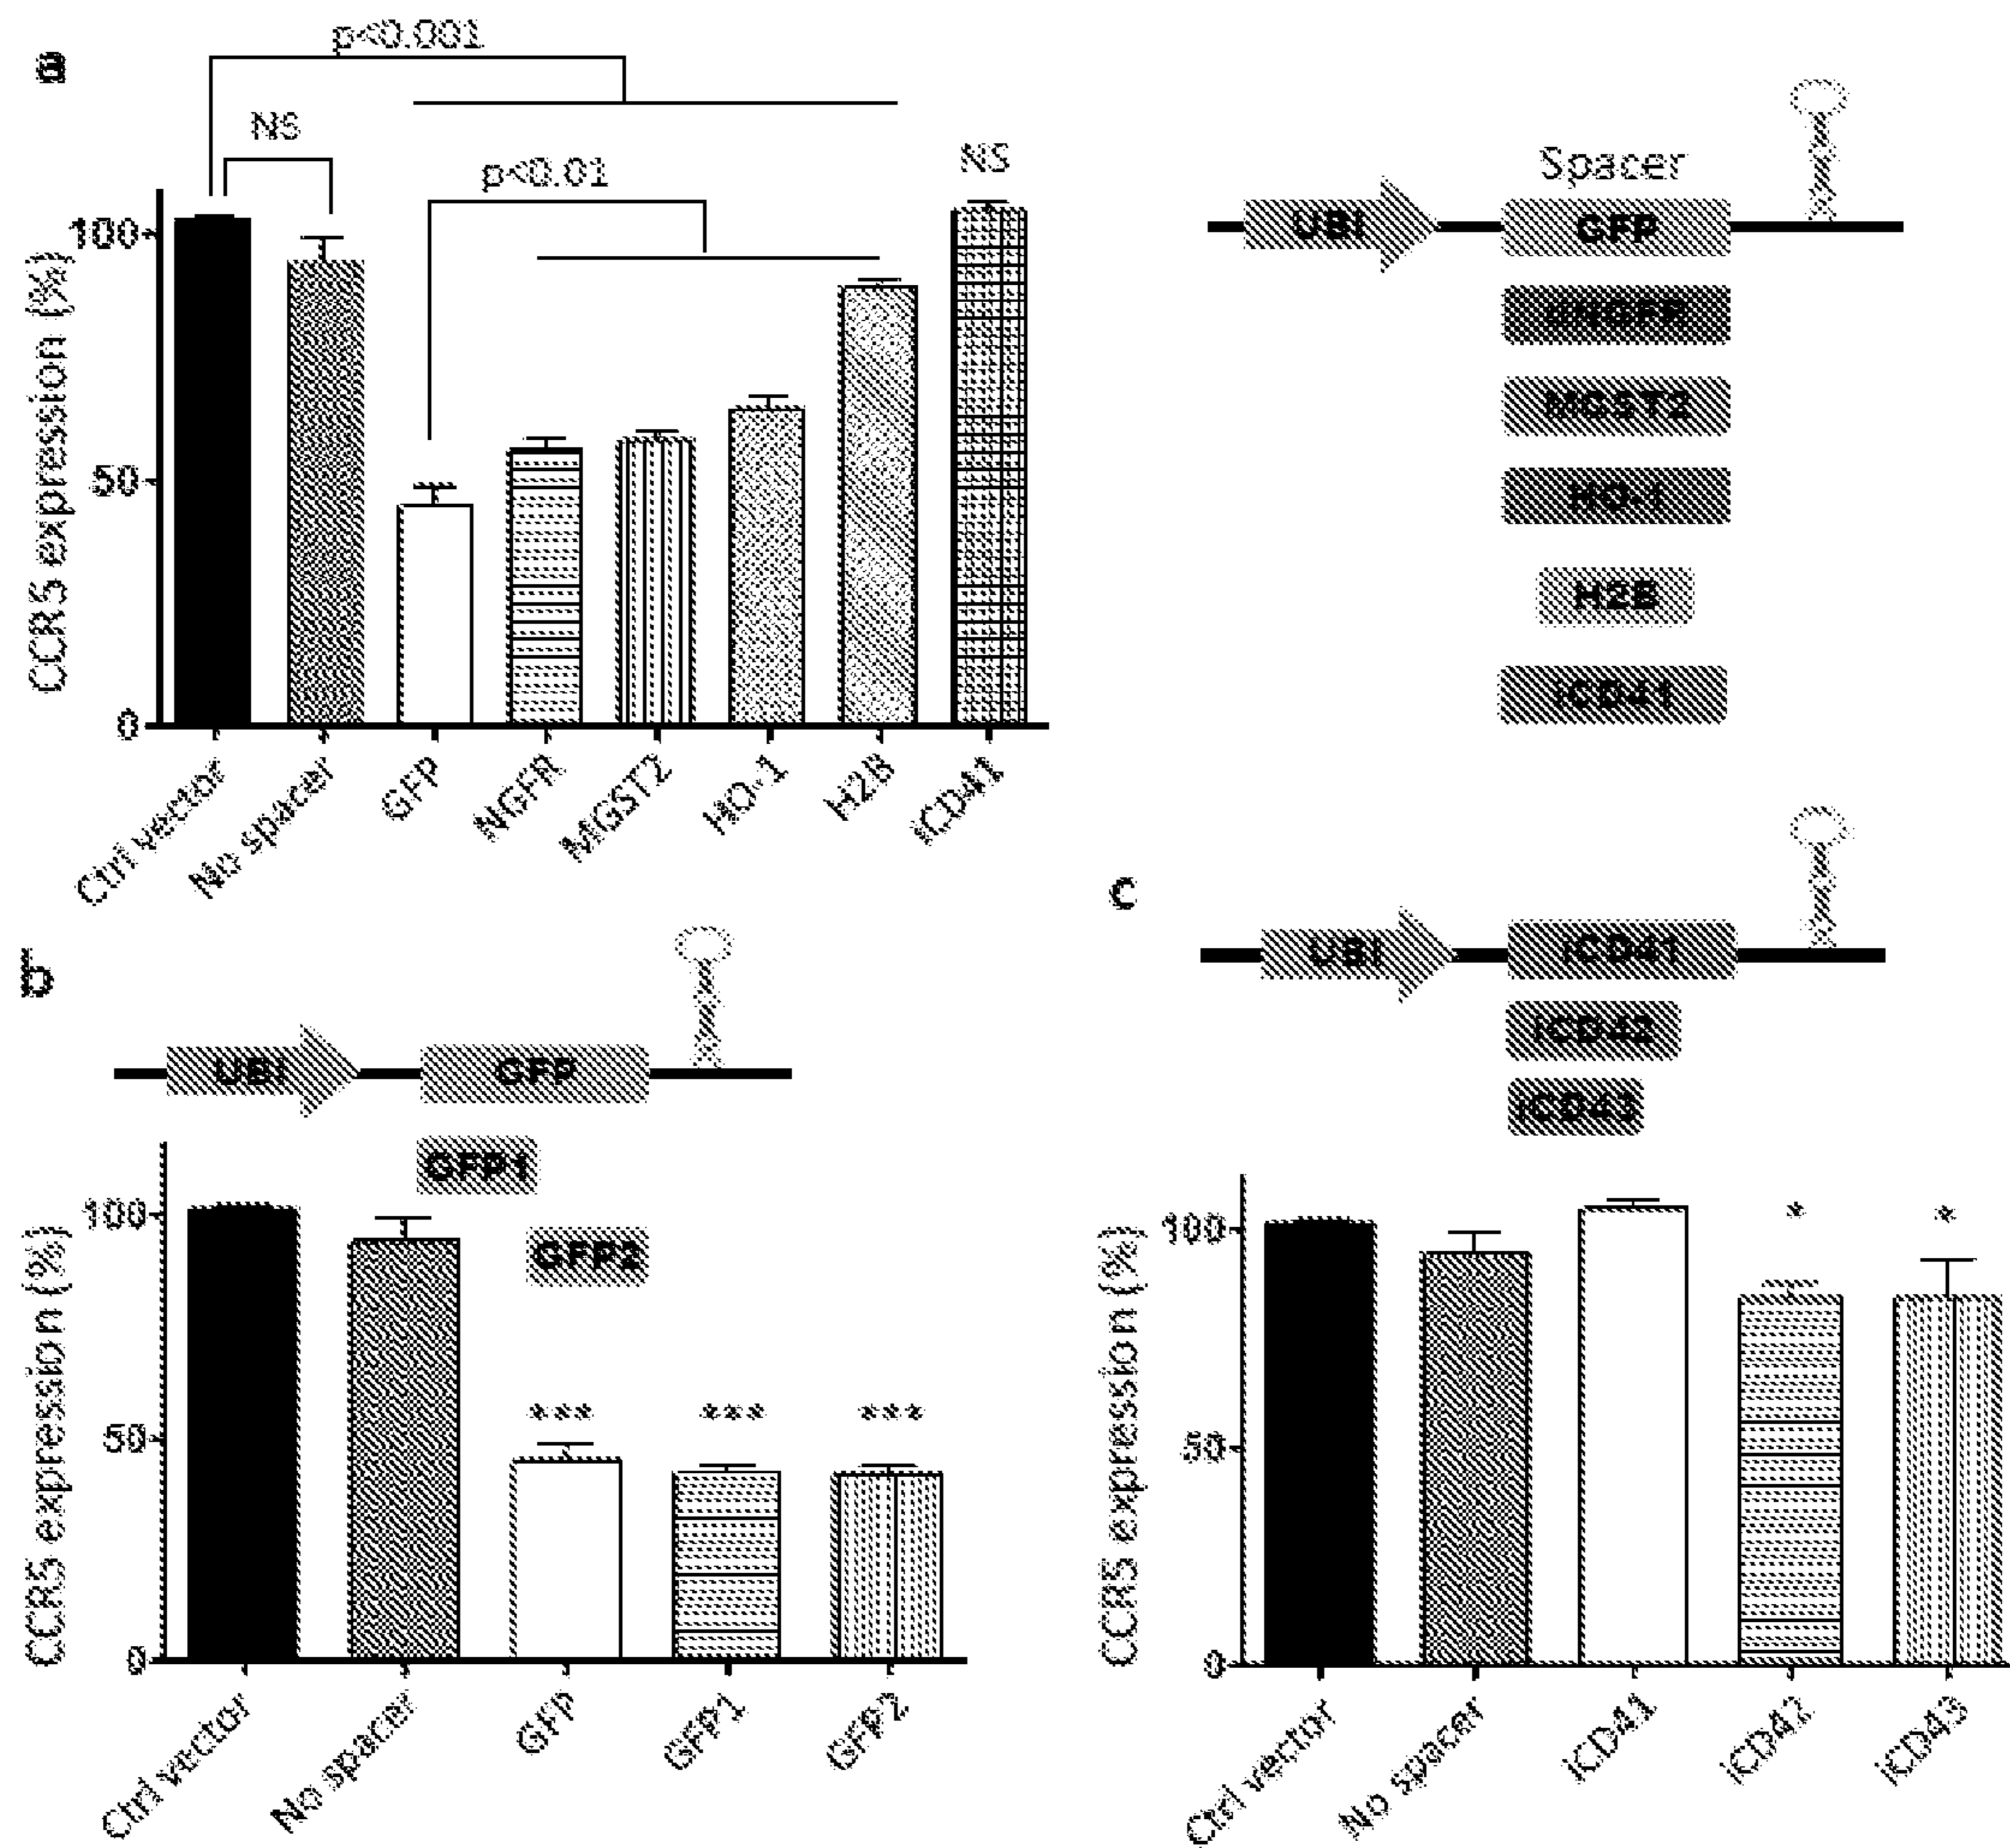 a
p<0.001
NS
p<0.01
NS
CCR5 expression (%)
100
50
0
Ctrl vector
No spacer
GFP
NGFR
MGST2
HO-1
H2B
iCD41
Spacer
UBI
GFP
dNGFR
MGST2
HO-1
H2B
iCD41
b
UBI
GFP
GFP1
GFP2
CCR5 expression (%)
100
50
0
***
***
***
Ctrl vector
No spacer
GFP
GFP1
GFP2
c
UBI
iCD41
iCD42
iCD43
CCR5 expression (%)
100
50
0
*
*
Ctrl vector
No spacer
iCD41
iCD42
iCD43